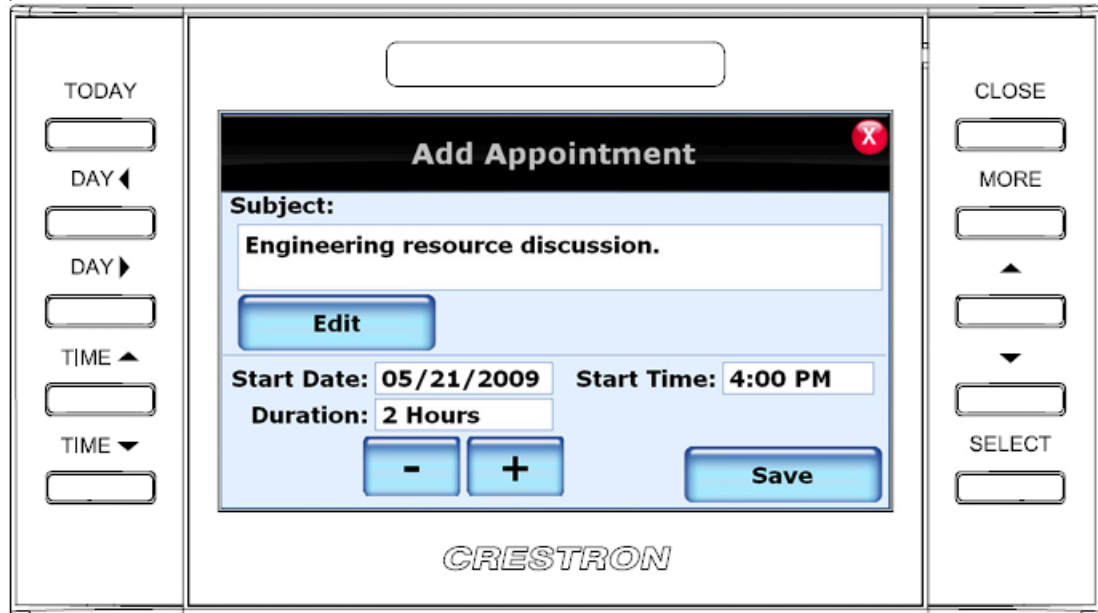 TODAY
DAY
DAY
TIME
TIME
Add Appointment
X
Subject:
Engineering resource discussion.
Edit
Start Date: 05/21/2009 Start Time: 4:00 PM
Duration: 2 Hours
- +
Save
CRESTRON
CLOSE
MORE
SELECT